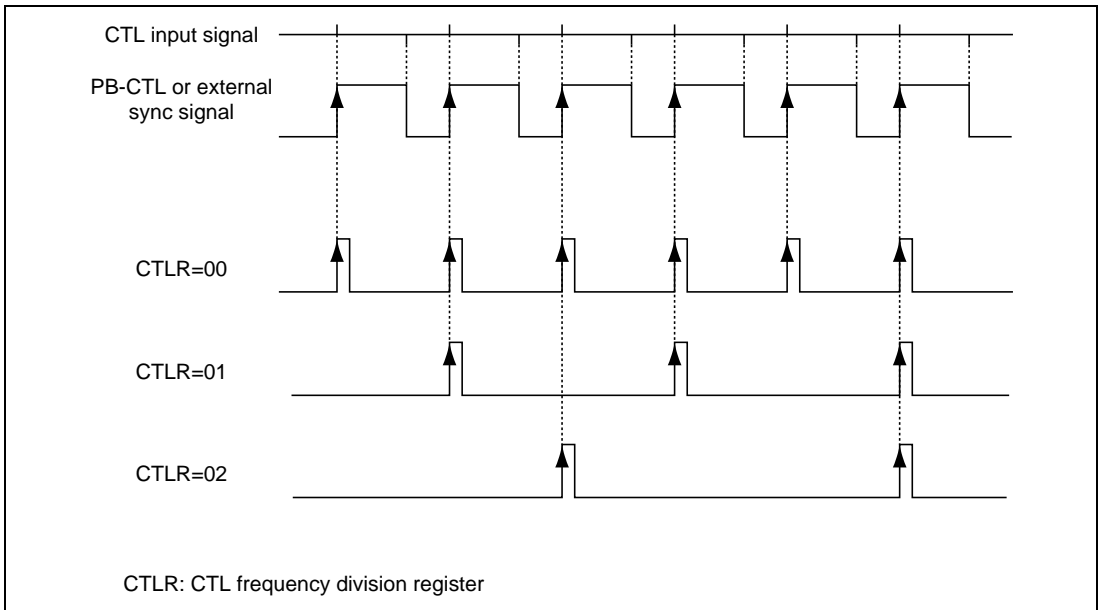 CTL input signal
PB-CTL or external
sync signal
CTLR=00
CTLR=01
CTLR=02
CTLR: CTL frequency division register